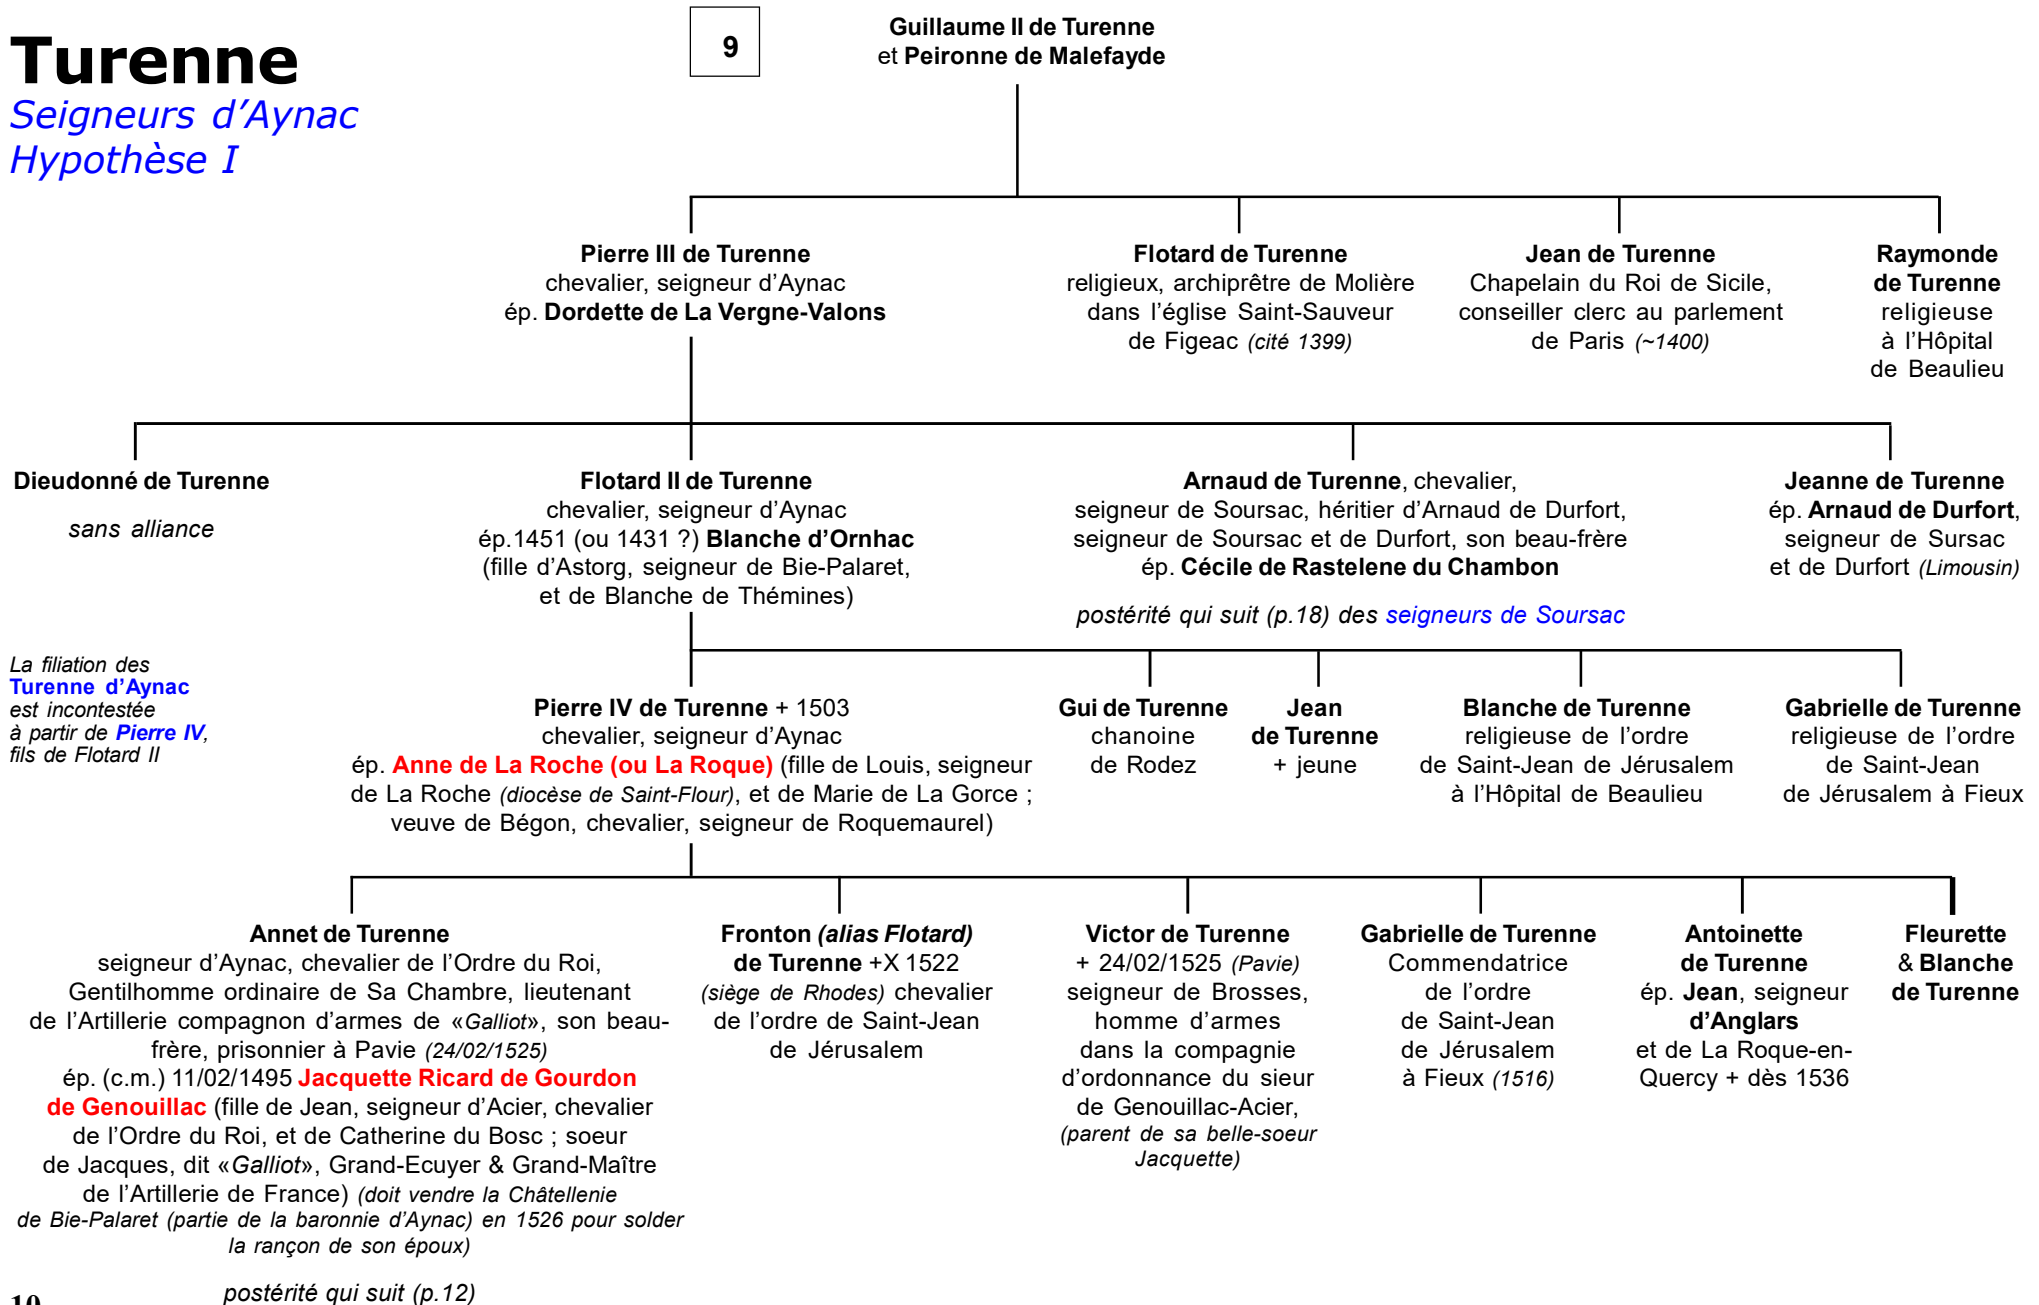 Turenne
Seigneurs d’Aynac
Hypothèse I
9
Guillaume II de Turenne
et Peironne de Malefayde
Pierre III de Turenne
chevalier, seigneur d’Aynac
ép. Dordette de La Vergne-Valons
Flotard de Turenne
religieux, archiprêtre de Molière
dans l’église Saint-Sauveur
de Figeac (cité 1399)
Jean de Turenne
Chapelain du Roi de Sicile,
conseiller clerc au parlement
de Paris (~1400)
Raymonde
de Turenne
religieuse
à l’Hôpital
de Beaulieu
Dieudonné de Turenne
sans alliance
Flotard II de Turenne
chevalier, seigneur d’Aynac
ép.1451 (ou 1431 ?) Blanche d’Ornhac
(fille d’Astorg, seigneur de Bie-Palaret,
et de Blanche de Thémines)
Arnaud de Turenne, chevalier,
seigneur de Soursac, héritier d’Arnaud de Durfort,
seigneur de Soursac et de Durfort, son beau-frère
ép. Cécile de Rastelene du Chambon
postérité qui suit (p.18) des seigneurs de Soursac
Jeanne de Turenne
ép. Arnaud de Durfort,
seigneur de Sursac
et de Durfort (Limousin)
La filiation des
Turenne d’Aynac
est incontestée
à partir de Pierre IV,
fils de Flotard II
Pierre IV de Turenne + 1503
chevalier, seigneur d’Aynac
ép. Anne de La Roche (ou La Roque) (fille de Louis, seigneur
de La Roche (diocèse de Saint-Flour), et de Marie de La Gorce ;
veuve de Bégon, chevalier, seigneur de Roquemaurel)
Gui de Turenne
chanoine
de Rodez
Jean
de Turenne
+ jeune
Blanche de Turenne
religieuse de l’ordre
de Saint-Jean de Jérusalem
à l’Hôpital de Beaulieu
Gabrielle de Turenne
religieuse de l’ordre
de Saint-Jean
de Jérusalem à Fieux
Annet de Turenne
seigneur d’Aynac, chevalier de l’Ordre du Roi,
Gentilhomme ordinaire de Sa Chambre, lieutenant
de l’Artillerie compagnon d’armes de «Galliot», son beau-
frère, prisonnier à Pavie (24/02/1525)
ép. (c.m.) 11/02/1495 Jacquette Ricard de Gourdon
de Genouillac (fille de Jean, seigneur d’Acier, chevalier
de l’Ordre du Roi, et de Catherine du Bosc ; soeur
de Jacques, dit «Galliot», Grand-Ecuyer & Grand-Maître
de l’Artillerie de France) (doit vendre la Châtellenie
de Bie-Palaret (partie de la baronnie d’Aynac) en 1526 pour solder
la rançon de son époux)
postérité qui suit (p.12)
Fronton (alias Flotard)
de Turenne +X 1522
(siège de Rhodes) chevalier
de l’ordre de Saint-Jean
de Jérusalem
Victor de Turenne
+ 24/02/1525 (Pavie)
seigneur de Brosses,
homme d’armes
dans la compagnie
d’ordonnance du sieur
de Genouillac-Acier,
(parent de sa belle-soeur
Jacquette)
Gabrielle de Turenne
Commendatrice
de l’ordre
de Saint-Jean
de Jérusalem
à Fieux (1516)
Antoinette
de Turenne
ép. Jean, seigneur
d’Anglars
et de La Roque-en-
Quercy + dès 1536
Fleurette
& Blanche
de Turenne
10